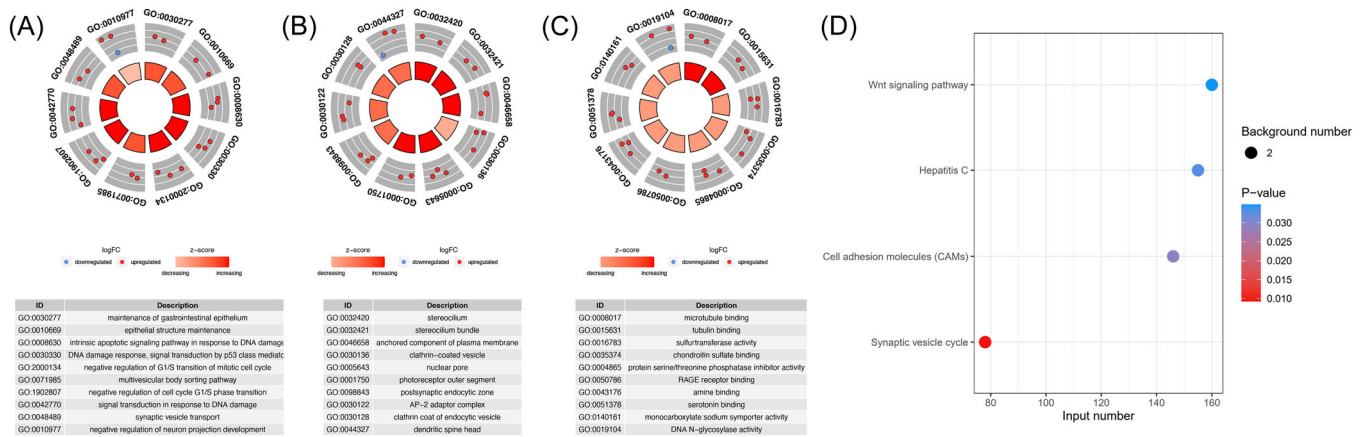 (A)
GO:0030277
GO:0010669
GO:0008630
GO:0030330
GO:2000134
GO:0071985
GO:1902807
GO:0042770
GO:0048489
GO:0010977
logFC
downregulated
upregulated
z-score
decreasing
increasing
ID Description
GO:0030277 maintenance of gastrointestinal epithelium
GO:0010669 epithelial structure maintenance
GO:0008630 intrinsic apoptotic signaling pathway in response to DNA damage
GO:0030330 DNA damage response, signal transduction by p53 class mediator
GO:2000134 negative regulation of G1/S transition of mitotic cell cycle
GO:0071985 multivesicular body sorting pathway
GO:1902807 negative regulation of cell cycle G1/S phase transition
GO:0042770 signal transduction in response to DNA damage
GO:0048489 synaptic vesicle transport
GO:0010977 negative regulation of neuron projection development
(B)
GO:0032420
GO:0032421
GO:0046658
GO:0030136
GO:0005643
GO:0001750
GO:0098843
GO:0030122
GO:0030128
GO:0044327
z-score
decreasing
increasing
logFC
downregulated
upregulated
ID Description
GO:0032420 stereocilium
GO:0032421 stereocilium bundle
GO:0046658 anchored component of plasma membrane
GO:0030136 clathrin-coated vesicle
GO:0005643 nuclear pore
GO:0001750 photoreceptor outer segment
GO:0098843 postsynaptic endocytic zone
GO:0030122 AP-2 adaptor complex
GO:0030128 clathrin coat of endocytic vesicle
GO:0044327 dendritic spine head
(C)
GO:0008017
GO:0015631
GO:0016783
GO:0035374
GO:0004865
GO:0050786
GO:0043176
GO:0051378
GO:0140161
GO:0019104
z-score
decreasing
increasing
logFC
downregulated
upregulated
ID Description
GO:0008017 microtubule binding
GO:0015631 tubulin binding
GO:0016783 sulfurtransferase activity
GO:0035374 chondroitin sulfate binding
GO:0004865 protein serine/threonine phosphatase inhibitor activity
GO:0050786 RAGE receptor binding
GO:0043176 amine binding
GO:0051378 serotonin binding
GO:0140161 monocarboxylate:sodium symporter activity
GO:0019104 DNA N-glycosylase activity
(D)
Wnt signaling pathway
Hepatitis C
Cell adhesion molecules (CAMs)
Synaptic vesicle cycle
80 100 120 140 160
Input number
Background number
2
P-value
0.030
0.025
0.020
0.015
0.010